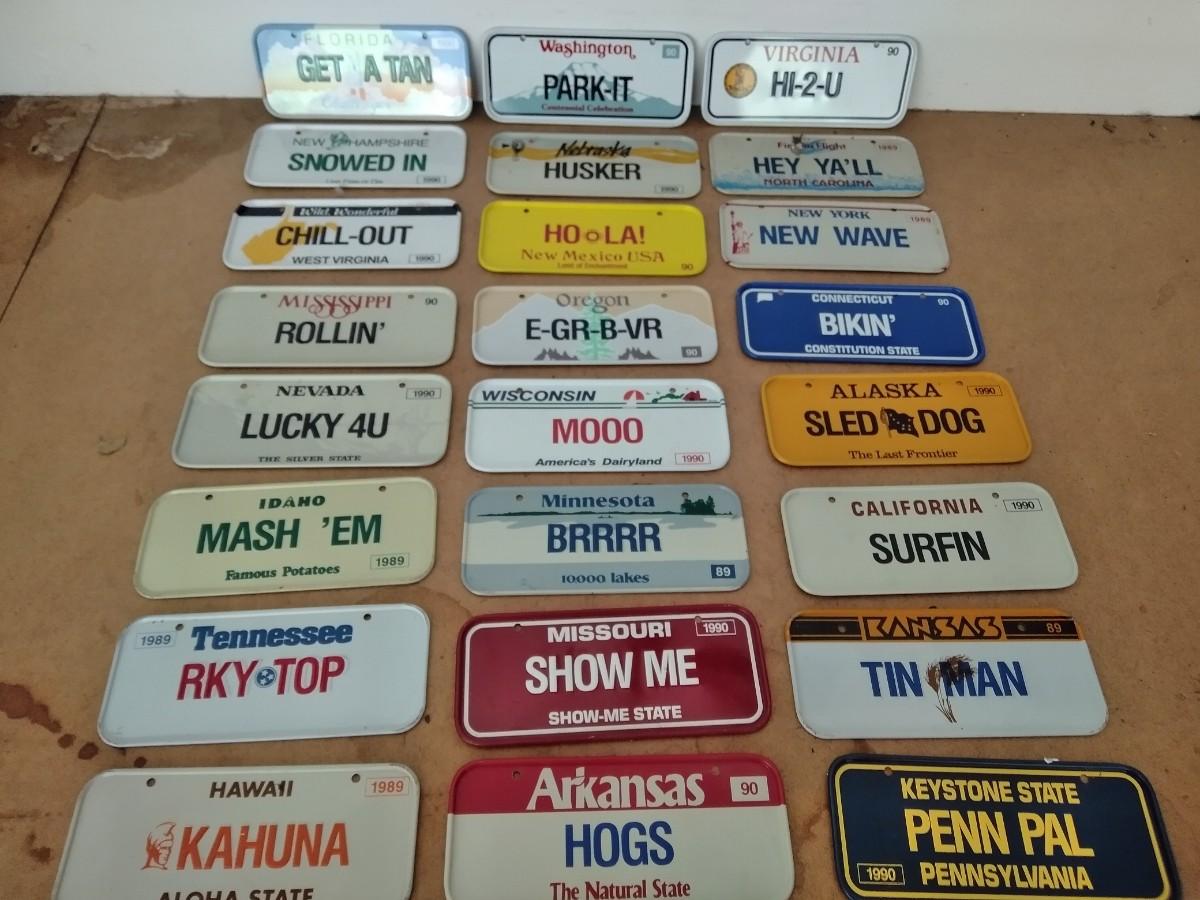 FLORIDA
GET A TAN
Washington 90
PARK-IT
Centennial Celebration
VIRGINIA 90
HI-2-U
NEW HAMPSHIRE
SNOWED IN
1990
Nebraska
HUSKER
1990
First in Flight 1989
HEY YA'LL
NORTH CAROLINA
Wild, Wonderful
CHILL-OUT
WEST VIRGINIA 1990
HO LA!
New Mexico USA
Land of Enchantment 90
NEW YORK 1989
NEW WAVE
MISSISSIPPI 90
ROLLIN'
Oregon
E-GR-B-VR
90
CONNECTICUT 90
BIKIN'
CONSTITUTION STATE
NEVADA 1990
LUCKY 4U
THE SILVER STATE
WISCONSIN
MOOO
America's Dairyland 1990
ALASKA 1990
SLED DOG
The Last Frontier
IDAHO
MASH 'EM
Famous Potatoes 1989
Minnesota
BRRRR
10,000 lakes 89
CALIFORNIA 1990
SURFIN
1989 Tennessee
RKY TOP
MISSOURI 1990
SHOW ME
SHOW-ME STATE
KANSAS 89
TIN MAN
HAWAII 1989
KAHUNA
ALOHA STATE
Arkansas 90
HOGS
The Natural State
KEYSTONE STATE
PENN PAL
1990 PENNSYLVANIA